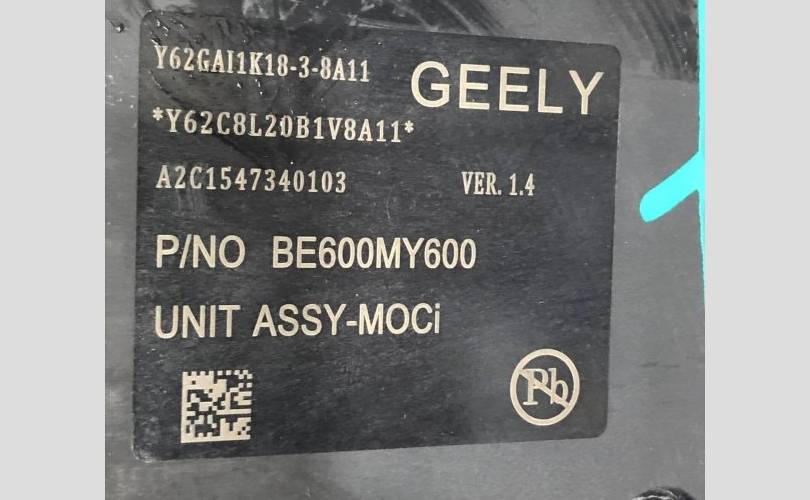 Y62GAI1K18-3-8A11
GEELY
*Y62C8L20B1V8A11*
A2C1547340103 VER. 1.4
P/NO BE600MY600
UNIT ASSY-MOCi
Pb